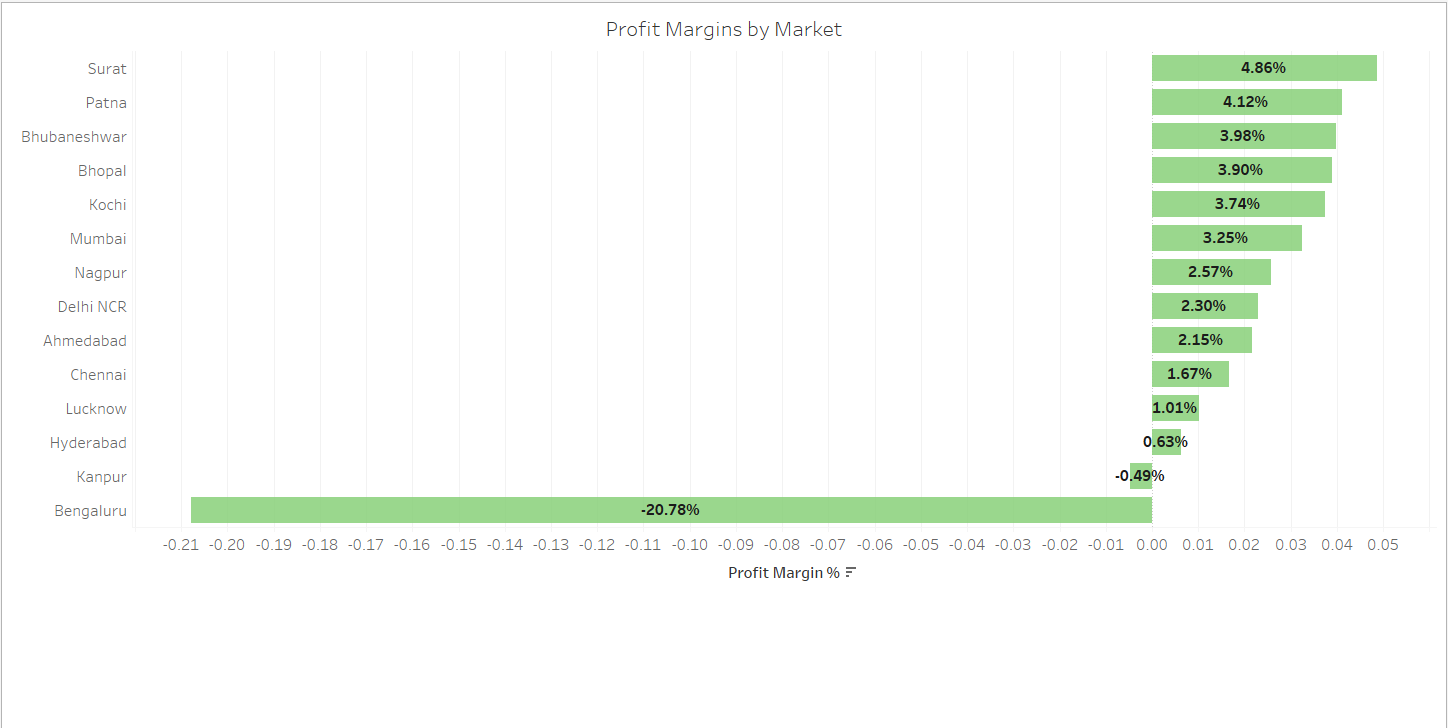 Profit Margins by Market
Surat 4.86%
Patna 4.12%
Bhubaneshwar 3.98%
Bhopal 3.90%
Kochi 3.74%
Mumbai 3.25%
Nagpur 2.57%
Delhi NCR 2.30%
Ahmedabad 2.15%
Chennai 1.67%
Lucknow 1.01%
Hyderabad 0.63%
Kanpur -0.49%
Bengaluru -20.78%
-0.21 -0.20 -0.19 -0.18 -0.17 -0.16 -0.15 -0.14 -0.13 -0.12 -0.11 -0.10 -0.09 -0.08 -0.07 -0.06 -0.05 -0.04 -0.03 -0.02 -0.01 0.00 0.01 0.02 0.03 0.04 0.05
Profit Margin %